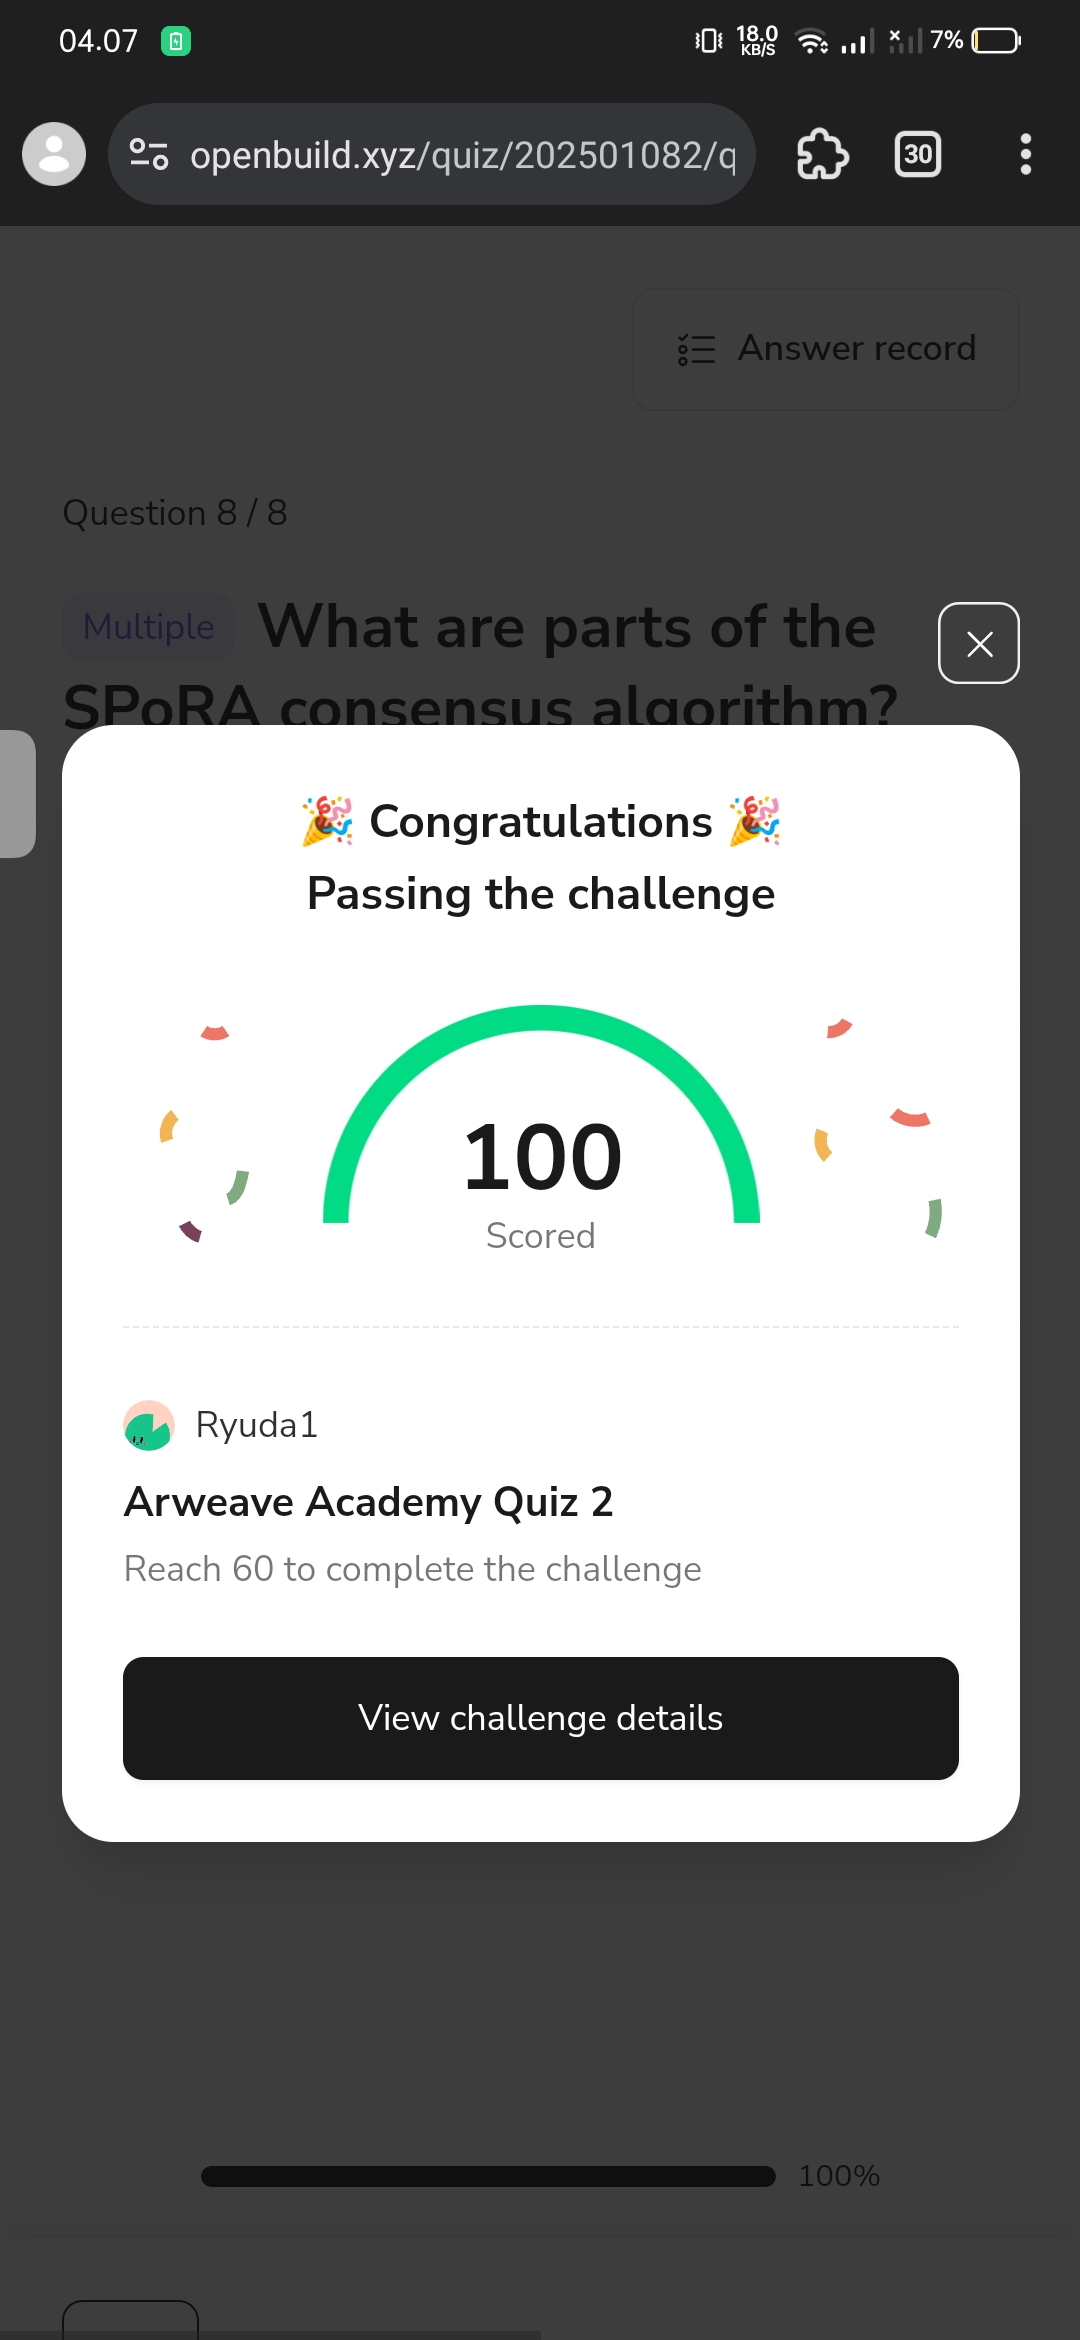 04.07
18.0
KB/S
7%
openbuild.xyz/quiz/202501082/q
30
Answer record
Question 8 / 8
Multiple What are parts of the
SPoRA consensus algorithm?
🎉 Congratulations 🎉
Passing the challenge
100
Scored
Ryuda1
Arweave Academy Quiz 2
Reach 60 to complete the challenge
View challenge details
100%